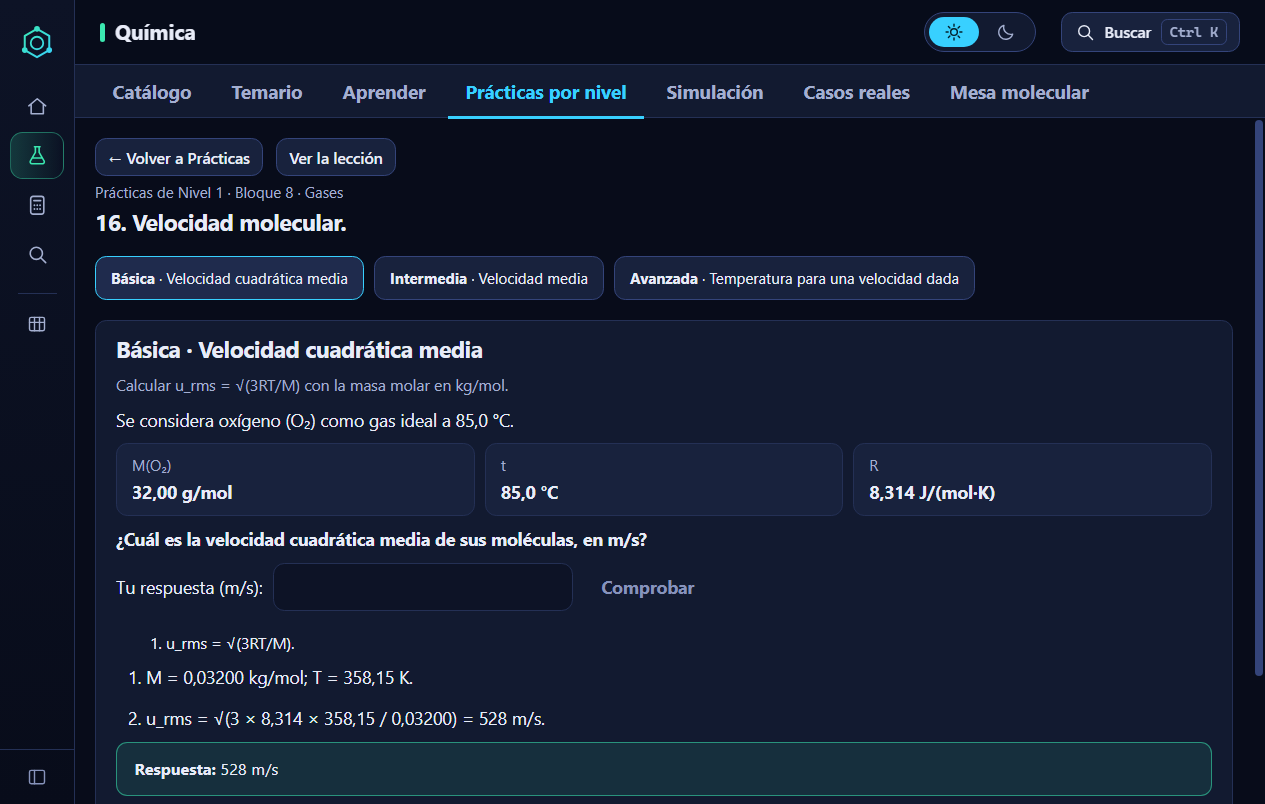 Química
Buscar Ctrl K
Catálogo Temario Aprender Prácticas por nivel Simulación Casos reales Mesa molecular
← Volver a Prácticas Ver la lección
Prácticas de Nivel 1 · Bloque 8 · Gases
16. Velocidad molecular.
Básica · Velocidad cuadrática media Intermedia · Velocidad media Avanzada · Temperatura para una velocidad dada
Básica · Velocidad cuadrática media
Calcular u_rms = √(3RT/M) con la masa molar en kg/mol.
Se considera oxígeno (O₂) como gas ideal a 85,0 °C.
M(O₂) t R
32,00 g/mol 85,0 °C 8,314 J/(mol·K)
¿Cuál es la velocidad cuadrática media de sus moléculas, en m/s?
Tu respuesta (m/s): Comprobar
1. u_rms = √(3RT/M).
1. M = 0,03200 kg/mol; T = 358,15 K.
2. u_rms = √(3 × 8,314 × 358,15 / 0,03200) = 528 m/s.
Respuesta: 528 m/s